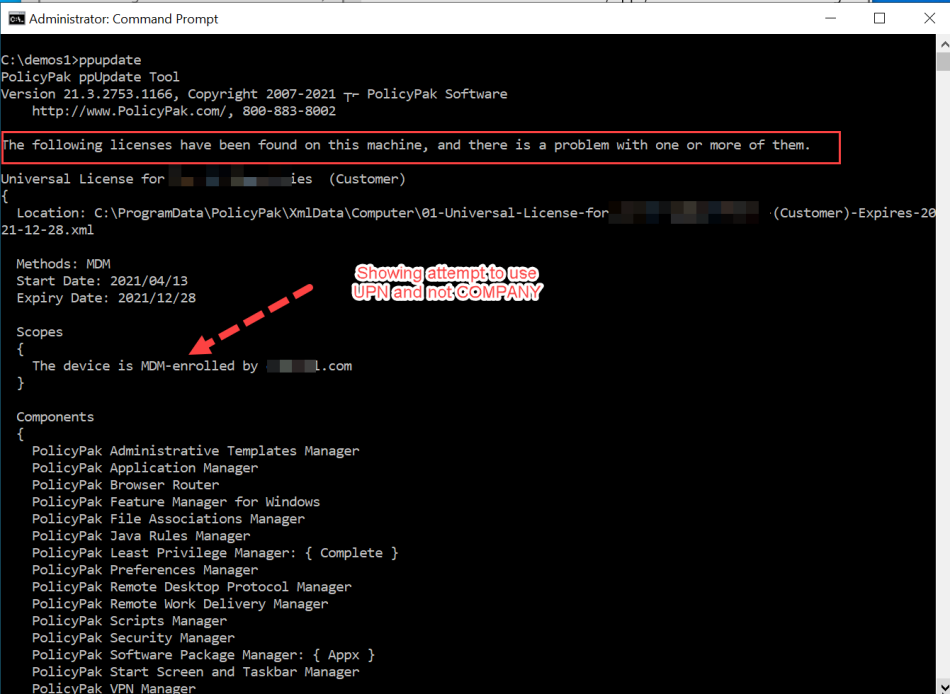 Administrator: Command Prompt
C:\demos1>ppupdate
PolicyPak ppUpdate Tool
Version 21.3.2753.1166, Copyright 2007-2021 ┬⌐ PolicyPak Software
http://www.PolicyPak.com/, 800-883-8002
The following licenses have been found on this machine, and there is a problem with one or more of them.
Universal License for ies (Customer)
{
Location: C:\ProgramData\PolicyPak\XmlData\Computer\01-Universal-License-for (Customer)-Expires-20
21-12-28.xml
Methods: MDM
Start Date: 2021/04/13
Expiry Date: 2021/12/28
Showing attempt to use
UPN and not COMPANY
Scopes
{
The device is MDM-enrolled by l.com
}
Components
{
PolicyPak Administrative Templates Manager
PolicyPak Application Manager
PolicyPak Browser Router
PolicyPak Feature Manager for Windows
PolicyPak File Associations Manager
PolicyPak Java Rules Manager
PolicyPak Least Privilege Manager: { Complete }
PolicyPak Preferences Manager
PolicyPak Remote Desktop Protocol Manager
PolicyPak Remote Work Delivery Manager
PolicyPak Scripts Manager
PolicyPak Security Manager
PolicyPak Software Package Manager: { Appx }
PolicyPak Start Screen and Taskbar Manager
PolicyPak VPN Manager